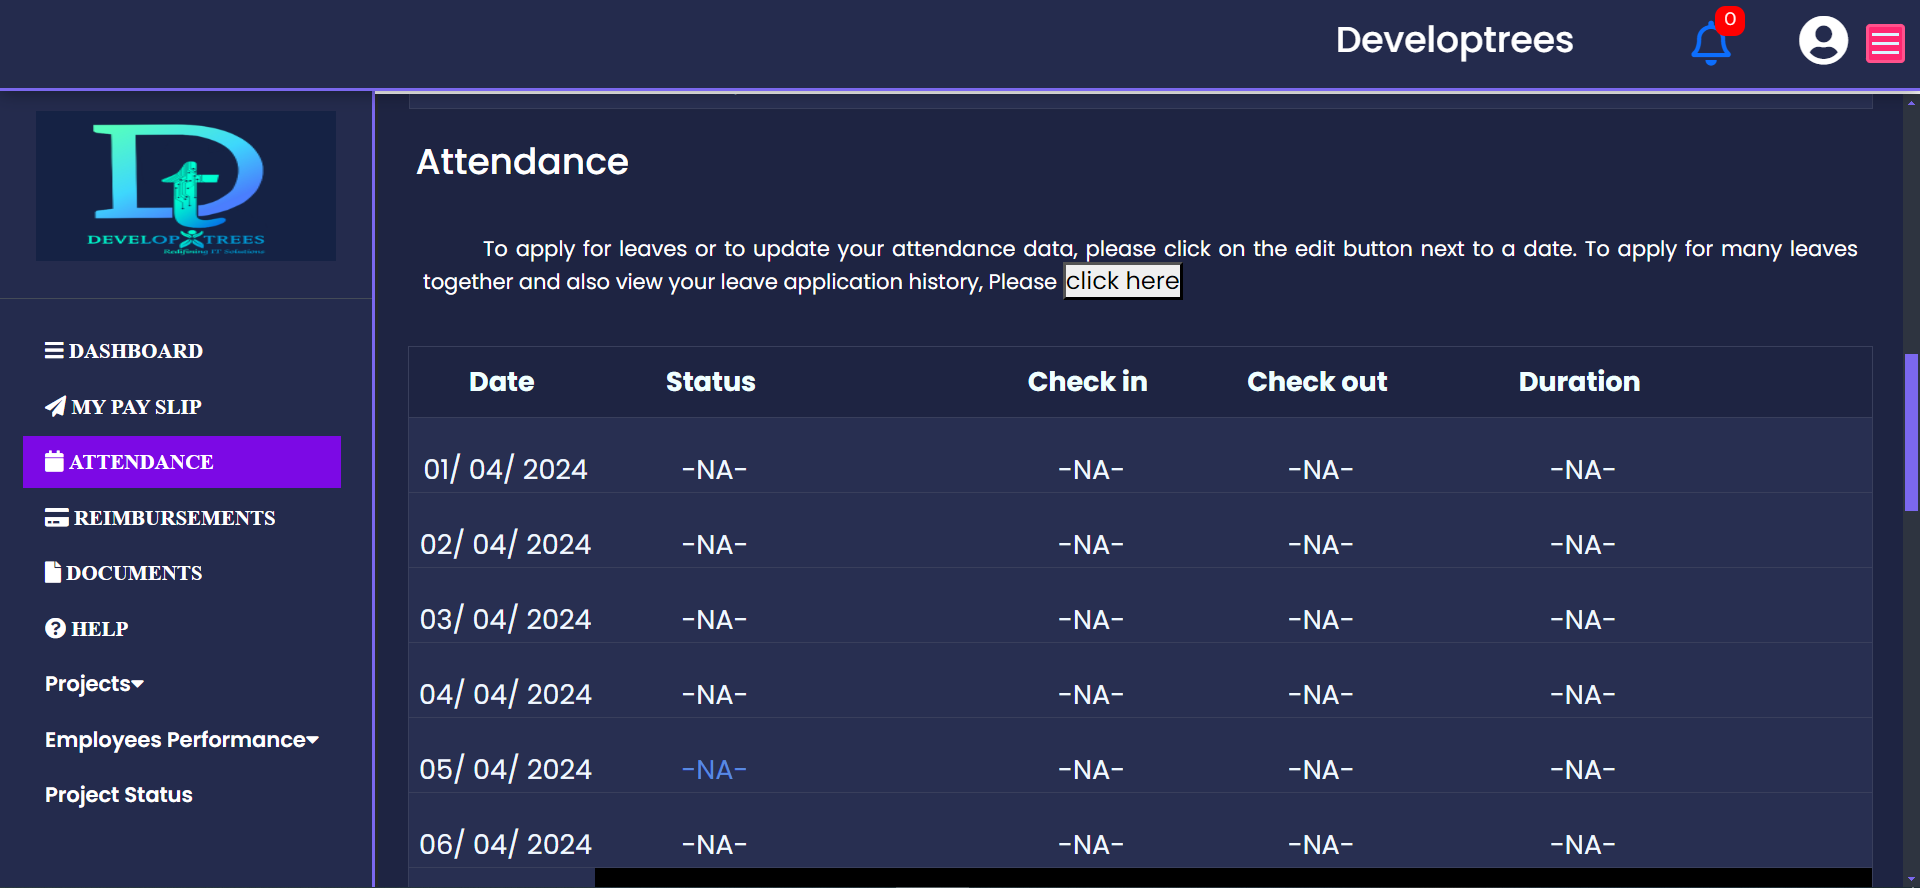 Developtrees
0
DEVELOP TREES
Redifining IT Solutions
DASHBOARD
MY PAY SLIP
ATTENDANCE
REIMBURSEMENTS
DOCUMENTS
HELP
Projects
Employees Performance
Project Status
Attendance
To apply for leaves or to update your attendance data, please click on the edit button next to a date. To apply for many leaves
together and also view your leave application history, Please click here
Date Status Check in Check out Duration
01/ 04/ 2024 -NA- -NA- -NA- -NA-
02/ 04/ 2024 -NA- -NA- -NA- -NA-
03/ 04/ 2024 -NA- -NA- -NA- -NA-
04/ 04/ 2024 -NA- -NA- -NA- -NA-
05/ 04/ 2024 -NA- -NA- -NA- -NA-
06/ 04/ 2024 -NA- -NA- -NA- -NA-